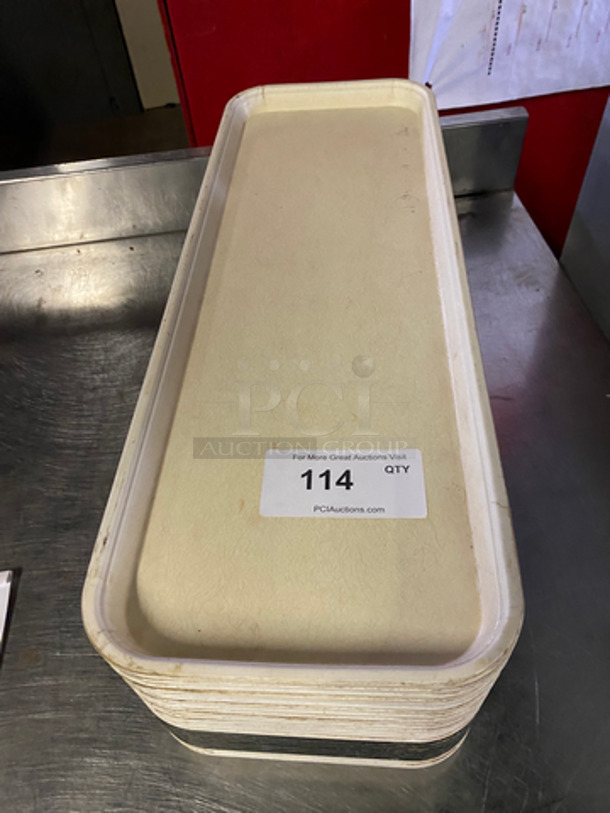 PCI
AUCTION GROUP
For More Great Auctions Visit
114 QTY
PCIAuctions.com